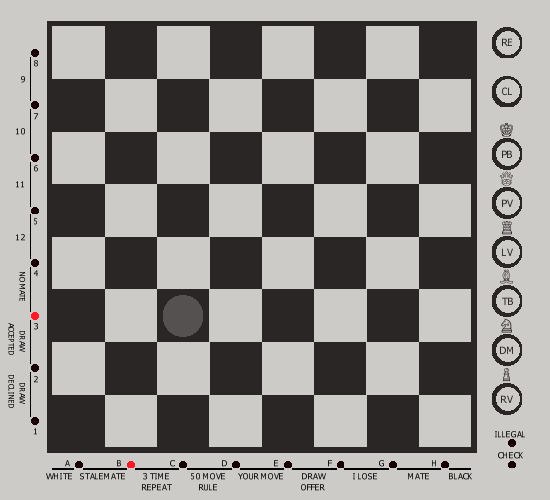 RE
8
9
CL
7
10
PB
6
11
PV
5
12
LV
4
NO MATE
TB
3
DRAW
ACCEPTED
DM
2
DRAW
DECLINED
RV
1
ILLEGAL
CHECK
A B C D E F G H
WHITE STALEMATE 3 TIME REPEAT 50 MOVE RULE YOUR MOVE DRAW OFFER I LOSE MATE BLACK